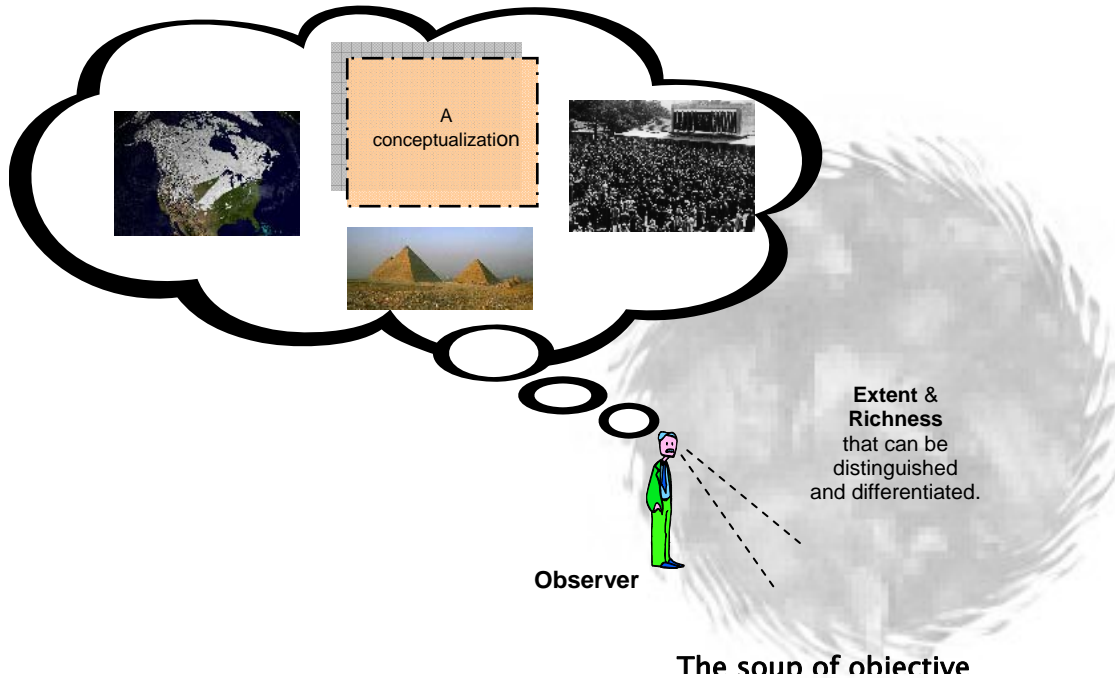 A
conceptualization
Extent &
Richness
that can be
distinguished
and differentiated.
Observer
The soup of objective